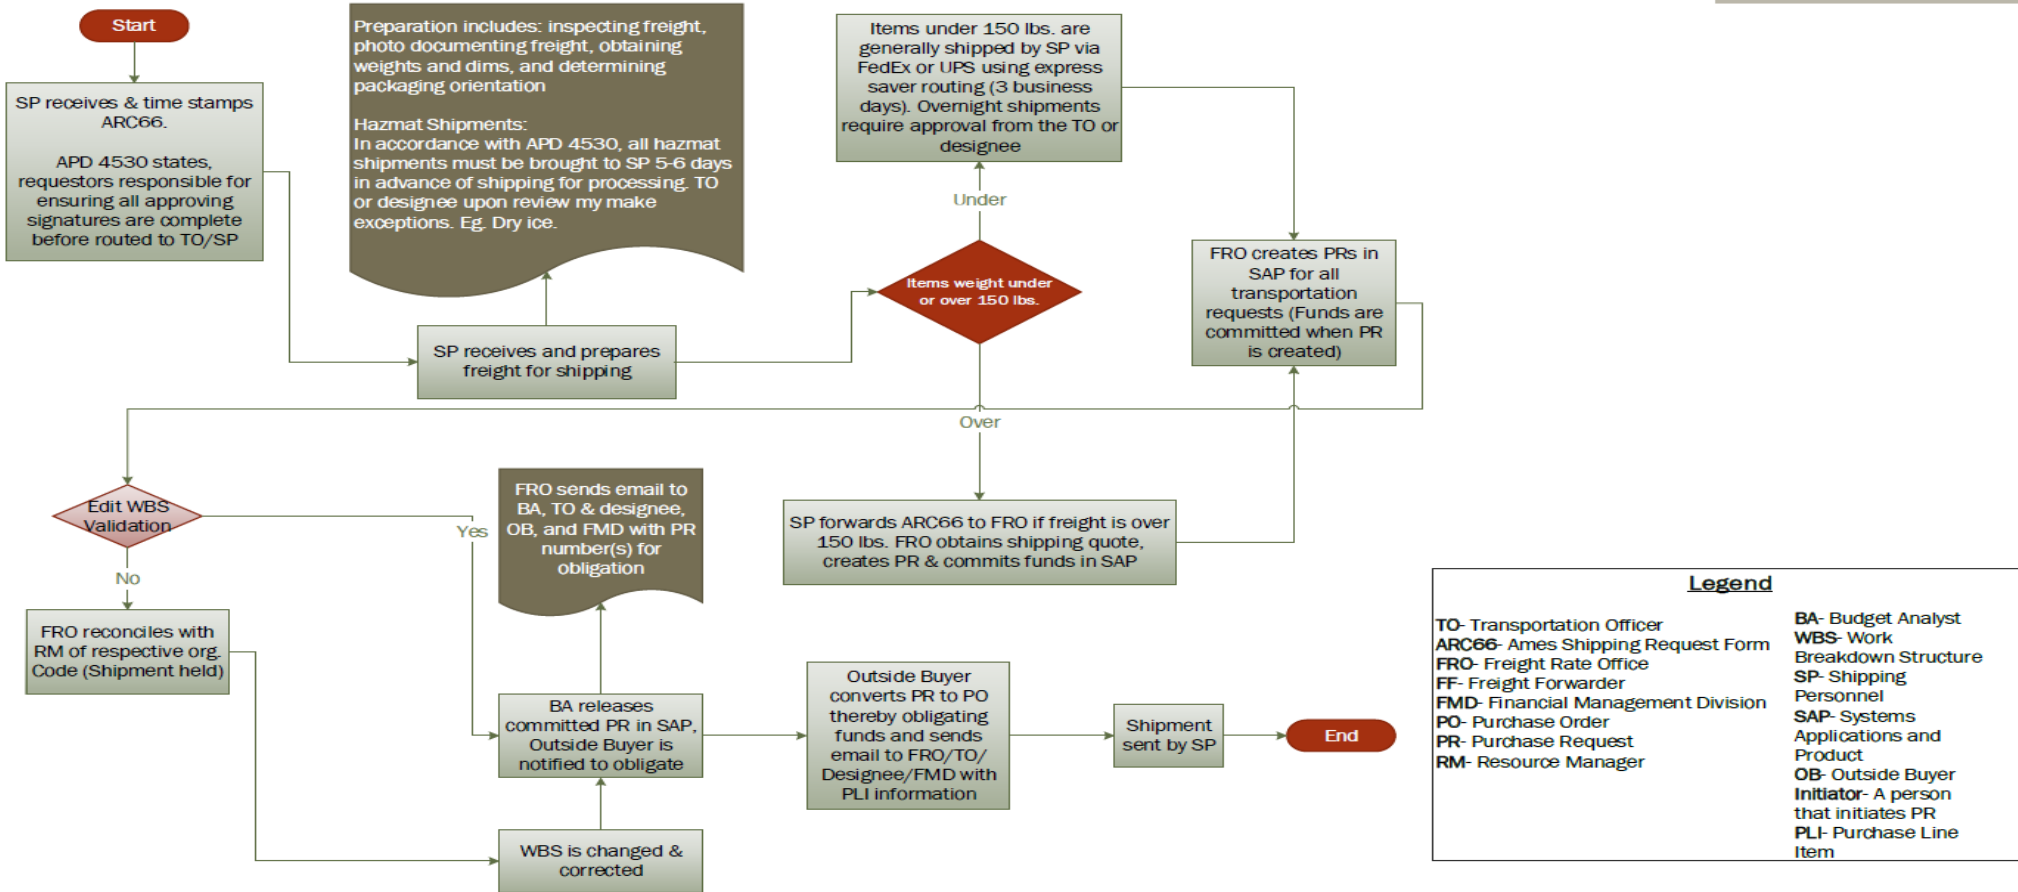 Start
SP receives & time stamps
ARC66.
APD 4530 states,
requestors responsible for
ensuring all approving
signatures are complete
before routed to TO/SP
Preparation includes: inspecting freight,
photo documenting freight, obtaining
weights and dims, and determining
packaging orientation
Hazmat Shipments:
In accordance with APD 4530, all hazmat
shipments must be brought to SP 5-6 days
in advance of shipping for processing. TO
or designee upon review my make
exceptions. Eg. Dry ice.
SP receives and prepares
freight for shipping
Items under 150 lbs. are
generally shipped by SP via
FedEx or UPS using express
saver routing (3 business
days). Overnight shipments
require approval from the TO or
designee
Under
Items weight under
or over 150 lbs.
Over
FRO creates PRs in
SAP for all
transportation
requests (Funds are
committed when PR
is created)
SP forwards ARC66 to FRO if freight is over
150 lbs. FRO obtains shipping quote,
creates PR & commits funds in SAP
Edit WBS
Validation
Yes
No
FRO reconciles with
RM of respective org.
Code (Shipment held)
FRO sends email to
BA, TO & designee,
OB, and FMD with PR
number(s) for
obligation
BA releases
committed PR in SAP,
Outside Buyer is
notified to obligate
WBS is changed &
corrected
Outside Buyer
converts PR to PO
thereby obligating
funds and sends
email to FRO/TO/
Designee/FMD with
PLI information
Shipment
sent by SP
End
Legend
TO- Transportation Officer
ARC66- Ames Shipping Request Form
FRO- Freight Rate Office
FF- Freight Forwarder
FMD- Financial Management Division
PO- Purchase Order
PR- Purchase Request
RM- Resource Manager
BA- Budget Analyst
WBS- Work
Breakdown Structure
SP- Shipping
Personnel
SAP- Systems
Applications and
Product
OB- Outside Buyer
Initiator- A person
that initiates PR
PLI- Purchase Line
Item